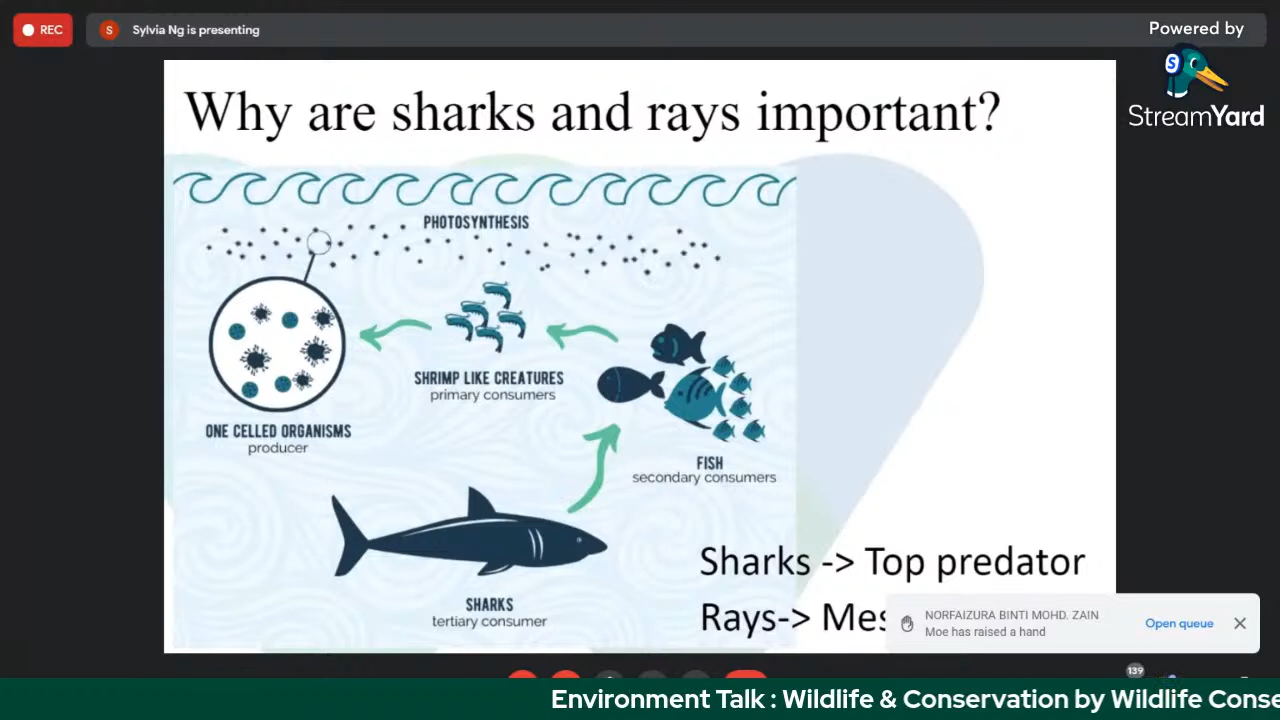 REC
S
Sylvia Ng is presenting
Powered by
S
StreamYard
Why are sharks and rays important?
PHOTOSYNTHESIS
SHRIMP LIKE CREATURES
primary consumers
ONE CELLED ORGANISMS
producer
FISH
secondary consumers
SHARKS
tertiary consumer
Sharks -> Top predator
Rays-> Mes
NORFAIZURA BINTI MOHD. ZAIN
Moe has raised a hand
Open queue
139
Environment Talk : Wildlife & Conservation by Wildlife Conse